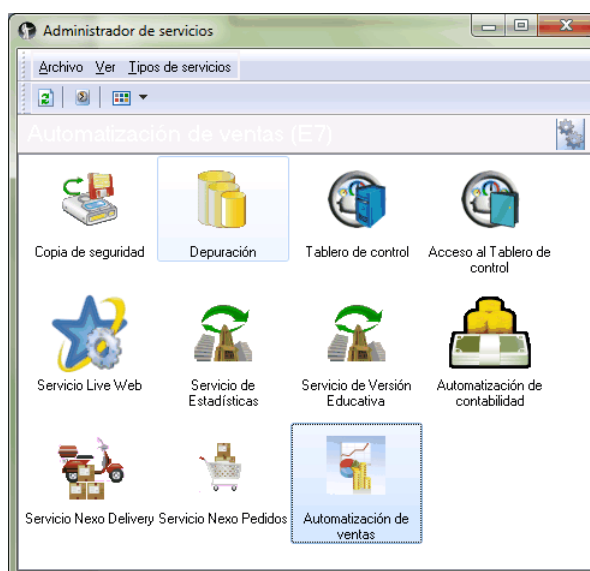 Administrador de servicios
Archivo Ver Tipos de servicios
Automatización de ventas (E7)
Copia de seguridad
Depuración
Tablero de control
Acceso al Tablero de
control
Servicio Live Web
Servicio de
Estadísticas
Servicio de Versión
Educativa
Automatización de
contabilidad
Servicio Nexo Delivery
Servicio Nexo Pedidos
Automatización de
ventas